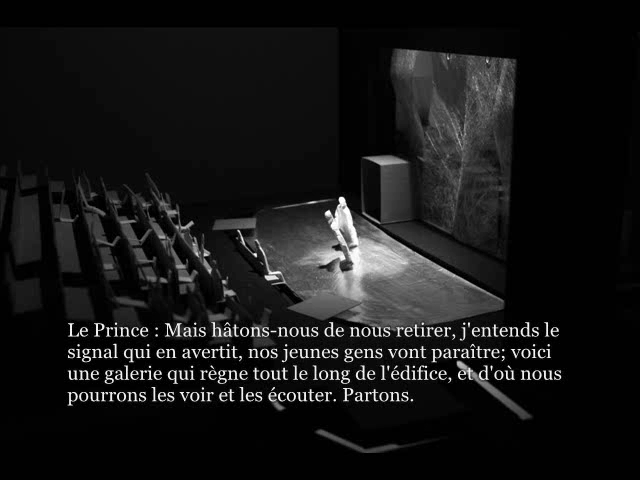 Le Prince : Mais hâtons-nous de nous retirer, j'entends le
signal qui en avertit, nos jeunes gens vont paraître; voici
une galerie qui règne tout le long de l'édifice, et d'où nous
pourrons les voir et les écouter. Partons.